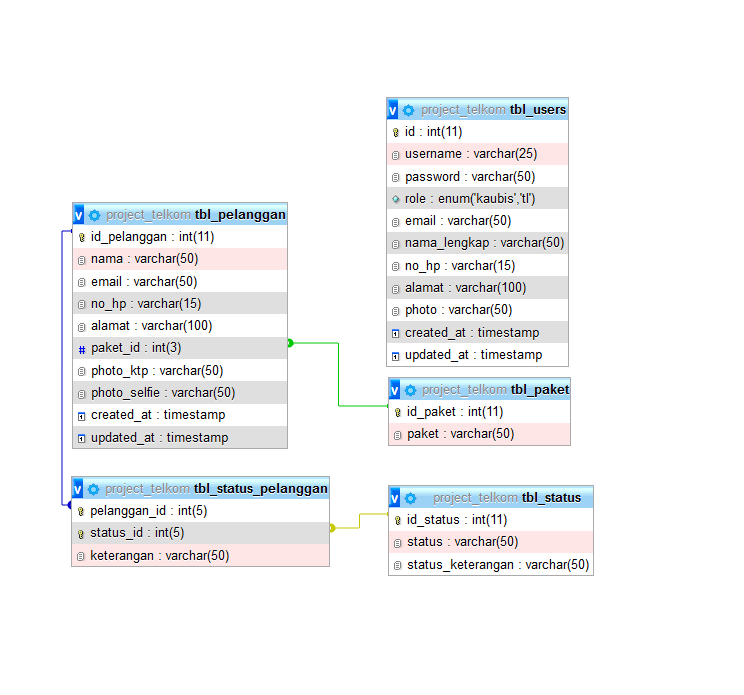 v project_telkom tbl_users
id : int(11)
username : varchar(25)
password : varchar(50)
role : enum('kaubis','tl')
email : varchar(50)
nama_lengkap : varchar(50)
no_hp : varchar(15)
alamat : varchar(100)
photo : varchar(50)
created_at : timestamp
updated_at : timestamp
v project_telkom tbl_pelanggan
id_pelanggan : int(11)
nama : varchar(50)
email : varchar(50)
no_hp : varchar(15)
alamat : varchar(100)
# paket_id : int(3)
photo_ktp : varchar(50)
photo_selfie : varchar(50)
created_at : timestamp
updated_at : timestamp
v project_telkom tbl_paket
id_paket : int(11)
paket : varchar(50)
v project_telkom tbl_status_pelanggan
pelanggan_id : int(5)
status_id : int(5)
keterangan : varchar(50)
v project_telkom tbl_status
id_status : int(11)
status : varchar(50)
status_keterangan : varchar(50)